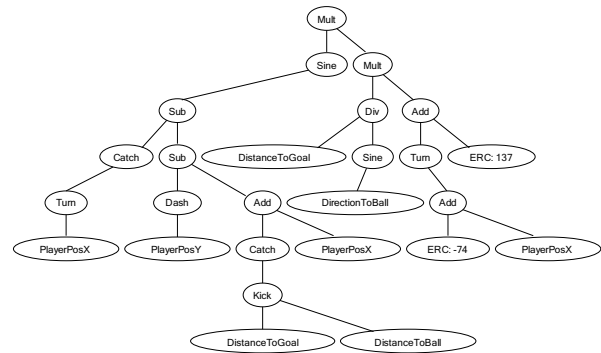 Mult
Sine Mult
Sub Div Add
Catch Sub DistanceToGoal Sine Turn ERC: 137
Turn Dash Add DirectionToBall Add
PlayerPosX PlayerPosY Catch PlayerPosX ERC: -74 PlayerPosX
Kick
DistanceToGoal DistanceToBall